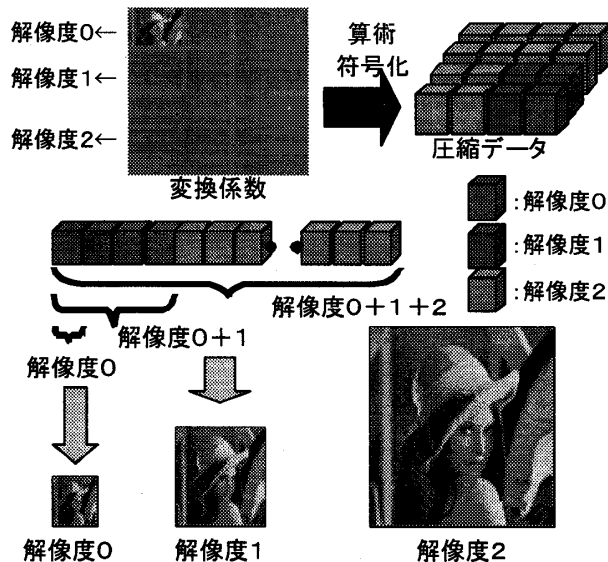 解像度0←
解像度1←
解像度2←
変換係数
算術
符号化
圧縮データ
:解像度0
:解像度1
:解像度2
解像度0+1+2
解像度0+1
解像度0
解像度0
解像度1
解像度2